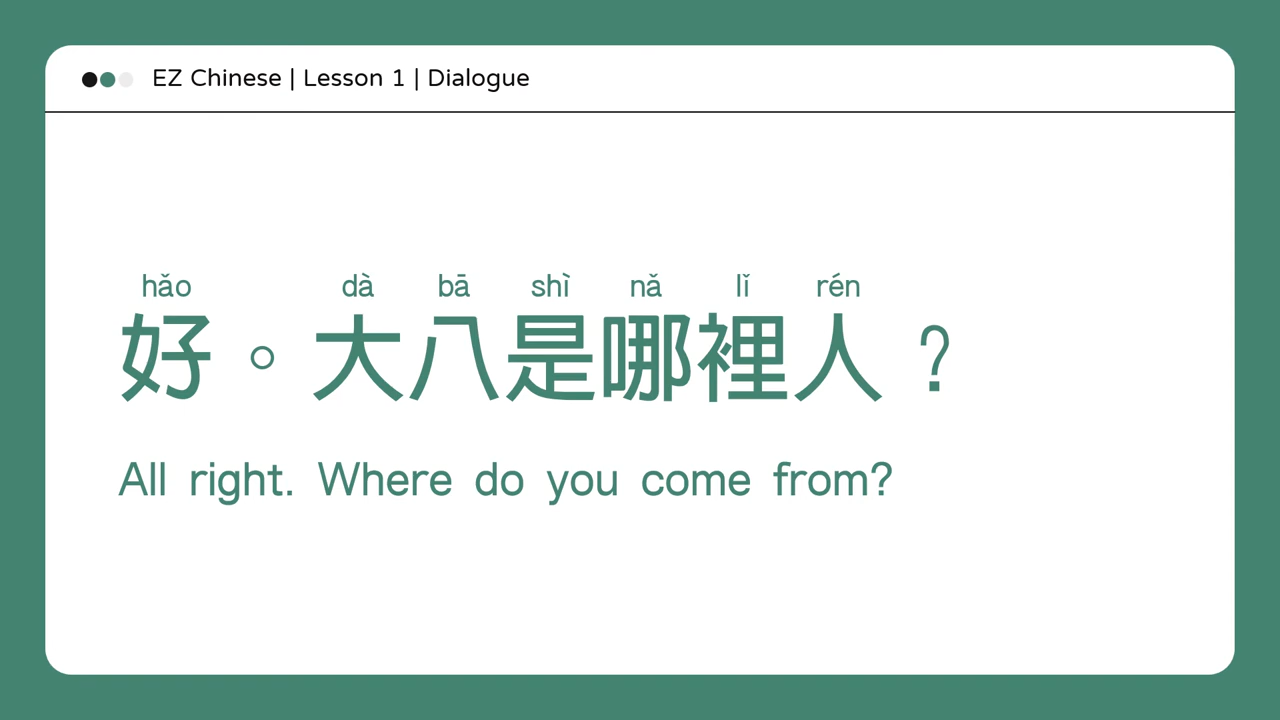 EZ Chinese | Lesson 1 | Dialogue
hǎo dà bā shì nǎ lǐ rén
好。大八是哪裡人？
All right. Where do you come from?